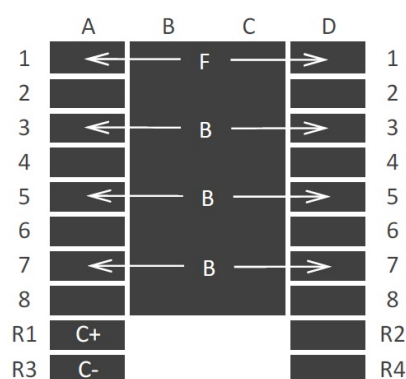 A B C D
1 F 1
2 2
3 B 3
4 4
5 B 5
6 6
7 B 7
8 8
R1 C+ R2
R3 C- R4